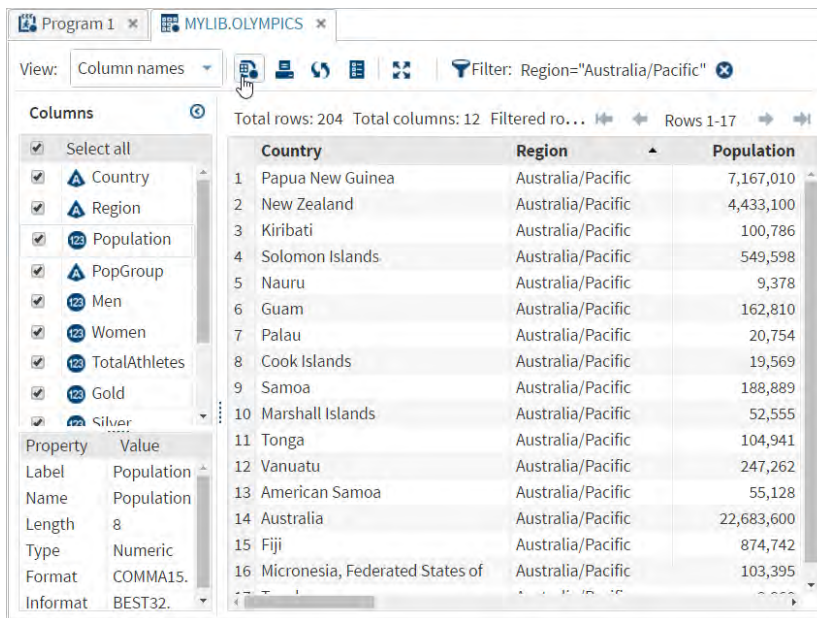 Program 1 × MYLIB.OLYMPICS ×
View: Column names Filter: Region="Australia/Pacific"
Columns
Select all
Country
Region
Population
PopGroup
Men
Women
TotalAthletes
Gold
Silver
Property Value
Label Population
Name Population
Length 8
Type Numeric
Format COMMA15.
Informat BEST32.
Total rows: 204 Total columns: 12 Filtered ro... Rows 1-17
Country Region Population
1 Papua New Guinea Australia/Pacific 7,167,010
2 New Zealand Australia/Pacific 4,433,100
3 Kiribati Australia/Pacific 100,786
4 Solomon Islands Australia/Pacific 549,598
5 Nauru Australia/Pacific 9,378
6 Guam Australia/Pacific 162,810
7 Palau Australia/Pacific 20,754
8 Cook Islands Australia/Pacific 19,569
9 Samoa Australia/Pacific 188,889
10 Marshall Islands Australia/Pacific 52,555
11 Tonga Australia/Pacific 104,941
12 Vanuatu Australia/Pacific 247,262
13 American Samoa Australia/Pacific 55,128
14 Australia Australia/Pacific 22,683,600
15 Fiji Australia/Pacific 874,742
16 Micronesia, Federated States of Australia/Pacific 103,395